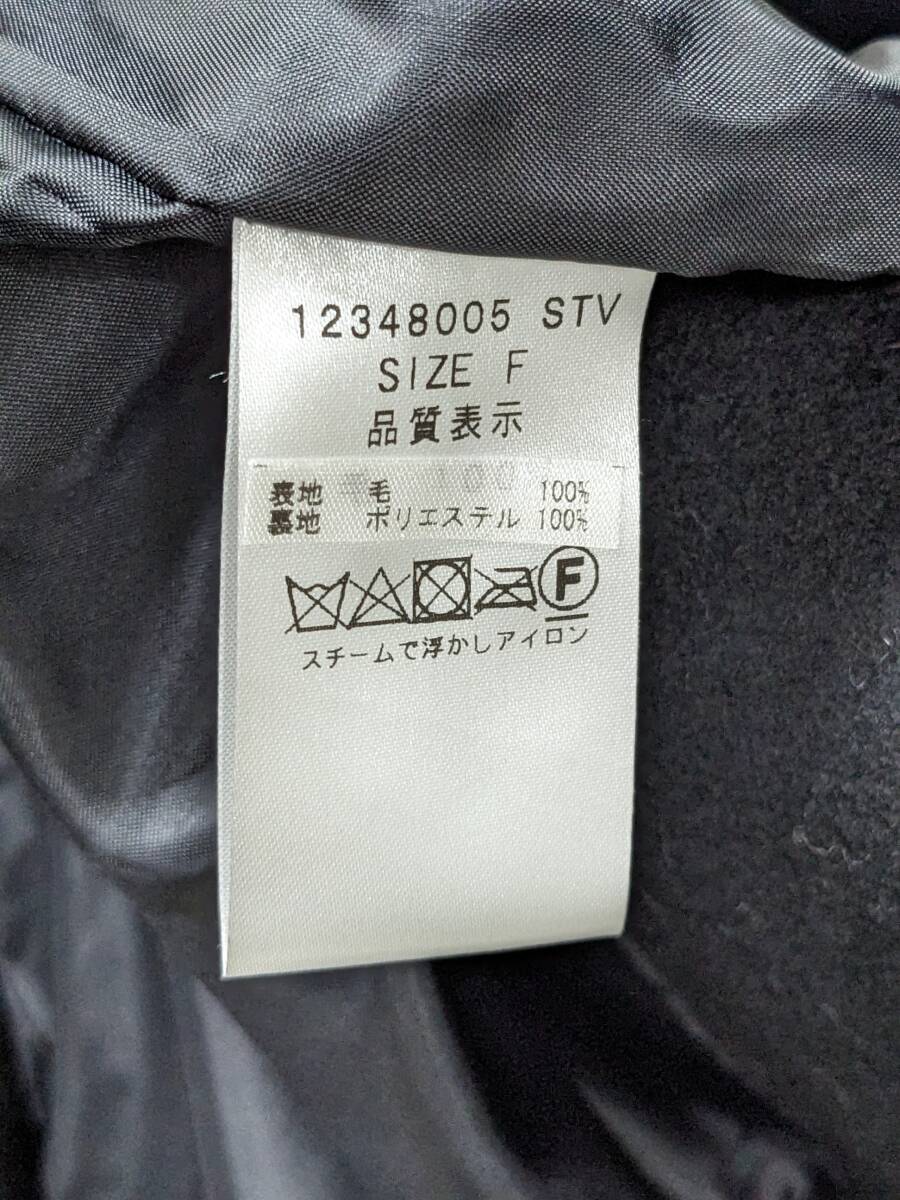 12348005 STV
SIZE F
品質表示
表地 毛 100%
裏地 ポリエステル 100%
F
スチームで浮かしアイロン